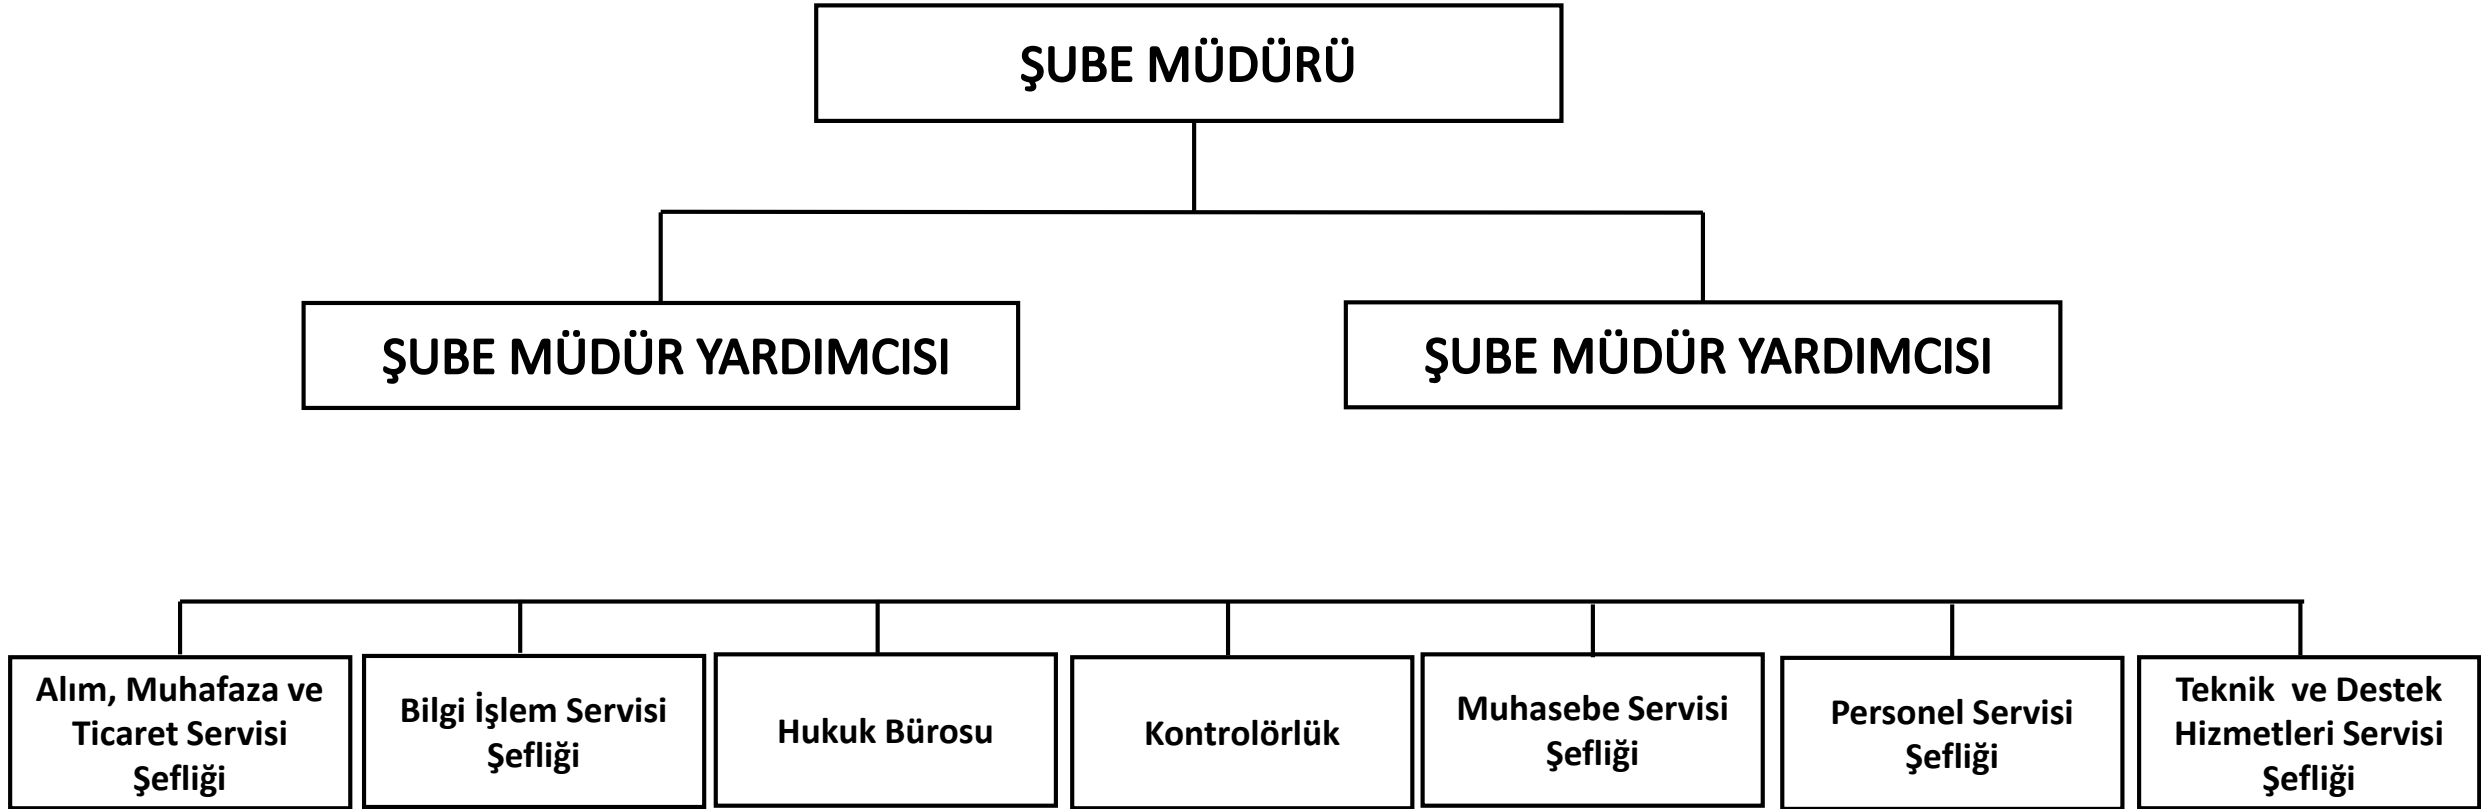 ŞUBE MÜDÜRÜ
ŞUBE MÜDÜR YARDIMCISI
ŞUBE MÜDÜR YARDIMCISI
Alım, Muhafaza ve
Ticaret Servisi
Şefliği
Bilgi İşlem Servisi
Şefliği
Hukuk Bürosu
Kontrolörlük
Muhasebe Servisi
Şefliği
Personel Servisi
Şefliği
Teknik  ve Destek
Hizmetleri Servisi
Şefliği